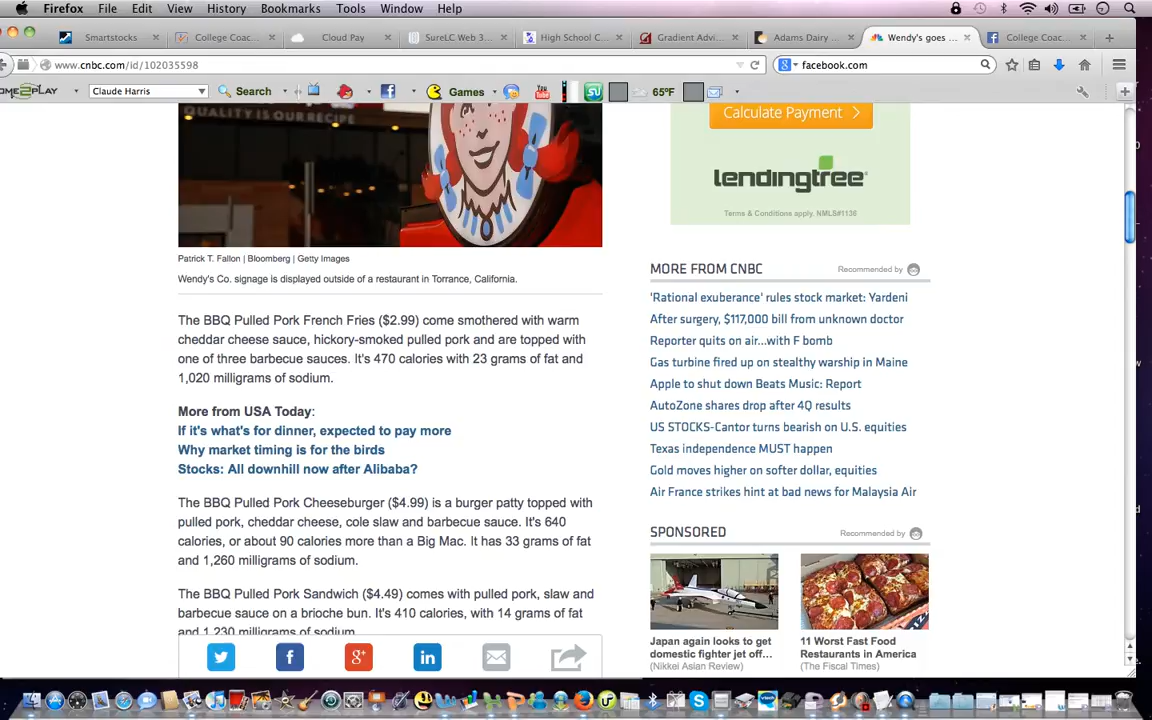 Firefox File Edit View History Bookmarks Tools Window Help
Smartstocks College Coac... Cloud Pay SureLC Web 3... High School C... Gradient Advi... Adams Dairy ... Wendy's goes ... College Coac...
www.cnbc.com/id/102035598 facebook.com
Claude Harris Search Games You Tube 65°F
QUALITY IS OUR RECIPE
Calculate Payment
lendingtree
Terms & Conditions apply. NMLS#1136
Patrick T. Fallon | Bloomberg | Getty Images
Wendy's Co. signage is displayed outside of a restaurant in Torrance, California.
The BBQ Pulled Pork French Fries ($2.99) come smothered with warm
cheddar cheese sauce, hickory-smoked pulled pork and are topped with
one of three barbecue sauces. It's 470 calories with 23 grams of fat and
1,020 milligrams of sodium.
More from USA Today:
If it's what's for dinner, expected to pay more
Why market timing is for the birds
Stocks: All downhill now after Alibaba?
The BBQ Pulled Pork Cheeseburger ($4.99) is a burger patty topped with
pulled pork, cheddar cheese, cole slaw and barbecue sauce. It's 640
calories, or about 90 calories more than a Big Mac. It has 33 grams of fat
and 1,260 milligrams of sodium.
The BBQ Pulled Pork Sandwich ($4.49) comes with pulled pork, slaw and
barbecue sauce on a brioche bun. It's 410 calories, with 14 grams of fat
and 1,230 milligrams of sodium.
MORE FROM CNBC
Recommended by
'Rational exuberance' rules stock market: Yardeni
After surgery, $117,000 bill from unknown doctor
Reporter quits on air...with F bomb
Gas turbine fired up on stealthy warship in Maine
Apple to shut down Beats Music: Report
AutoZone shares drop after 4Q results
US STOCKS-Cantor turns bearish on U.S. equities
Texas independence MUST happen
Gold moves higher on softer dollar, equities
Air France strikes hint at bad news for Malaysia Air
SPONSORED
Recommended by
Japan again looks to get
domestic fighter jet off...
(Nikkei Asian Review)
11 Worst Fast Food
Restaurants in America
(The Fiscal Times)